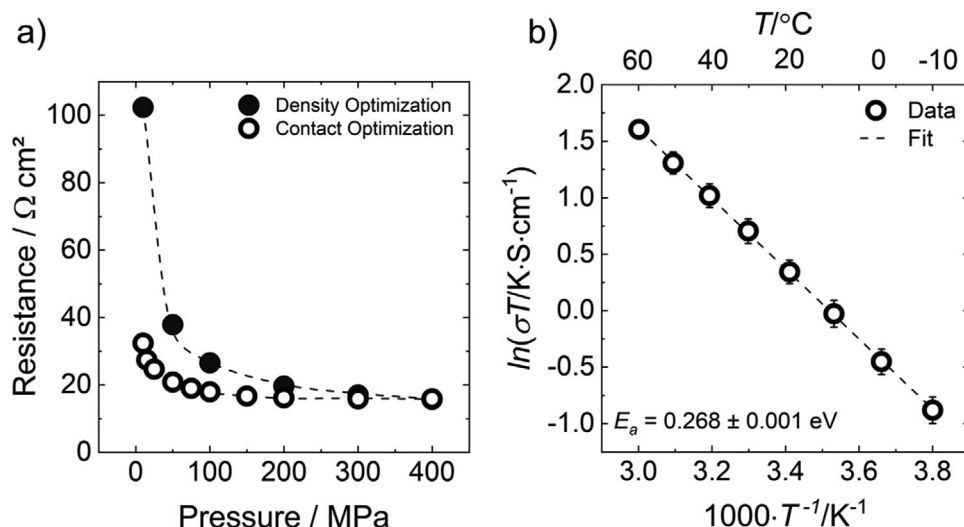 a)
Resistance / Ω cm²
100
80
60
40
20
0
Density Optimization
Contact Optimization
0 100 200 300 400
Pressure / MPa
b)
T/°C
60 40 20 0 -10
ln(σT/K·S·cm⁻¹)
2.0
1.5
1.0
0.5
0.0
-0.5
-1.0
Data
Fit
Eₐ = 0.268 ± 0.001 eV
3.0 3.2 3.4 3.6 3.8
1000·T⁻¹/K⁻¹